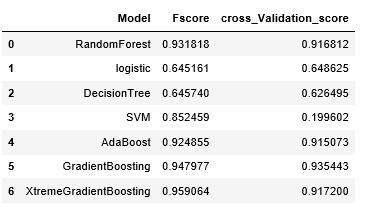 Model Fscore cross_Validation_score
0 RandomForest 0.931818 0.916812
1 logistic 0.645161 0.648625
2 DecisionTree 0.645740 0.626495
3 SVM 0.852459 0.199602
4 AdaBoost 0.924855 0.915073
5 GradientBoosting 0.947977 0.935443
6 XtremeGradientBoosting 0.959064 0.917200